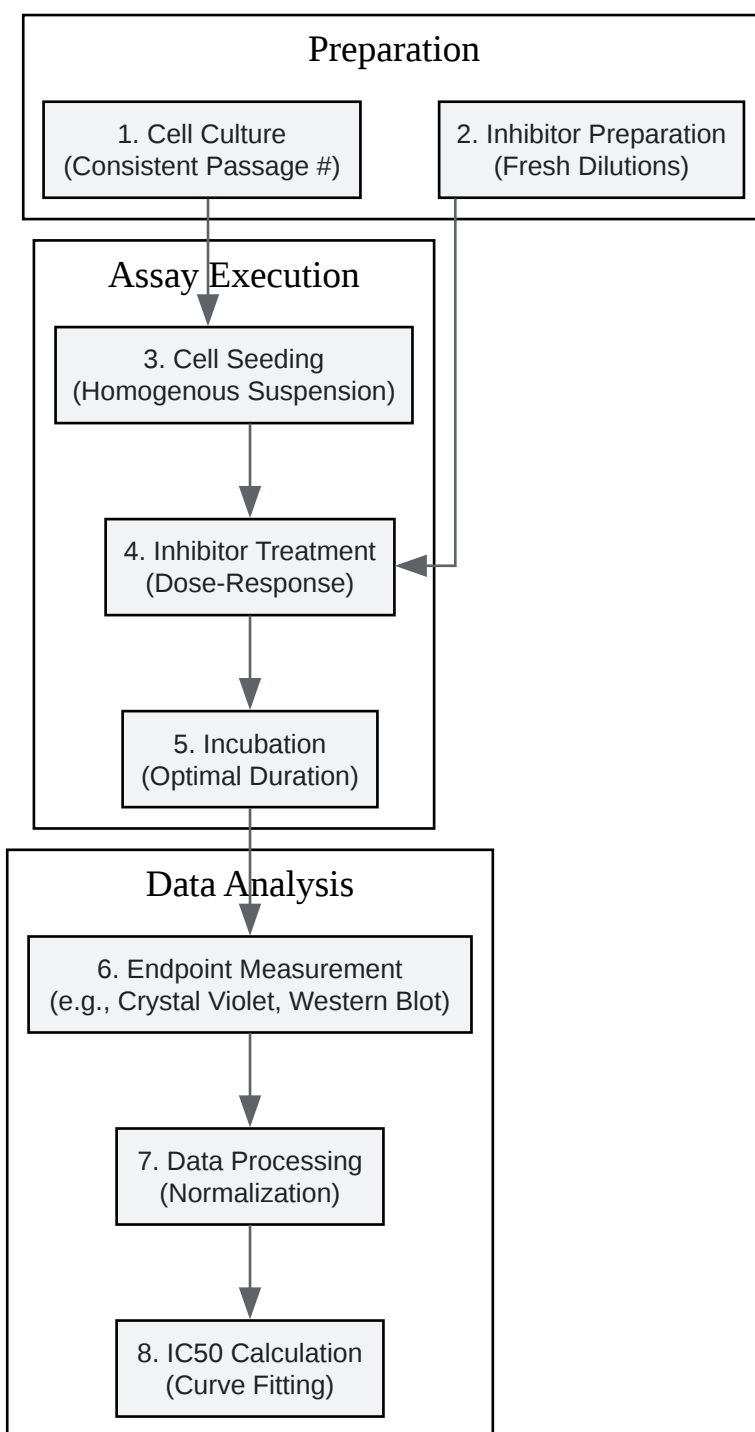 Preparation
1. Cell Culture
(Consistent Passage #)
2. Inhibitor Preparation
(Fresh Dilutions)
Assay Execution
3. Cell Seeding
(Homogenous Suspension)
4. Inhibitor Treatment
(Dose-Response)
5. Incubation
(Optimal Duration)
Data Analysis
6. Endpoint Measurement
(e.g., Crystal Violet, Western Blot)
7. Data Processing
(Normalization)
8. IC50 Calculation
(Curve Fitting)